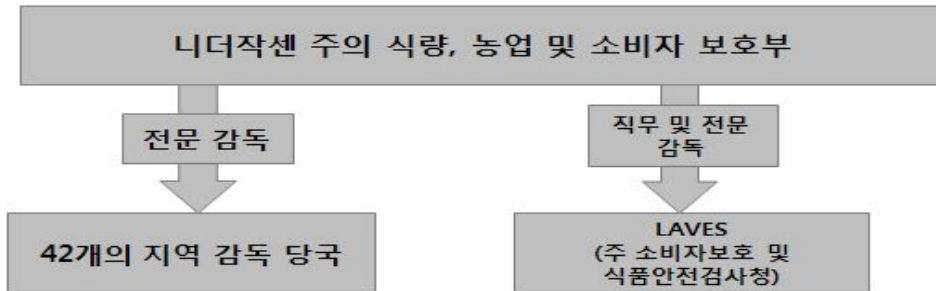 니더작센 주의 식량, 농업 및 소비자 보호부
전문 감독
직무 및 전문
감독
42개의 지역 감독 당국
LAVES
(주 소비자보호 및
식품안전검사청)